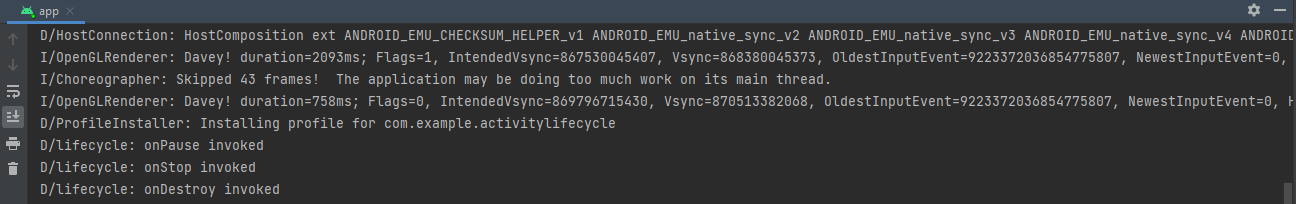 app
D/HostConnection: HostComposition ext ANDROID_EMU_CHECKSUM_HELPER_v1 ANDROID_EMU_native_sync_v2 ANDROID_EMU_native_sync_v3 ANDROID_EMU_native_sync_v4 ANDROID
I/OpenGLRenderer: Davey! duration=2093ms; Flags=1, IntendedVsync=867530045407, Vsync=868380045373, OldestInputEvent=9223372036854775807, NewestInputEvent=0,
I/Choreographer: Skipped 43 frames!  The application may be doing too much work on its main thread.
I/OpenGLRenderer: Davey! duration=758ms; Flags=0, IntendedVsync=869796715430, Vsync=870513382068, OldestInputEvent=9223372036854775807, NewestInputEvent=0, H
D/ProfileInstaller: Installing profile for com.example.activitylifecycle
D/lifecycle: onPause invoked
D/lifecycle: onStop invoked
D/lifecycle: onDestroy invoked